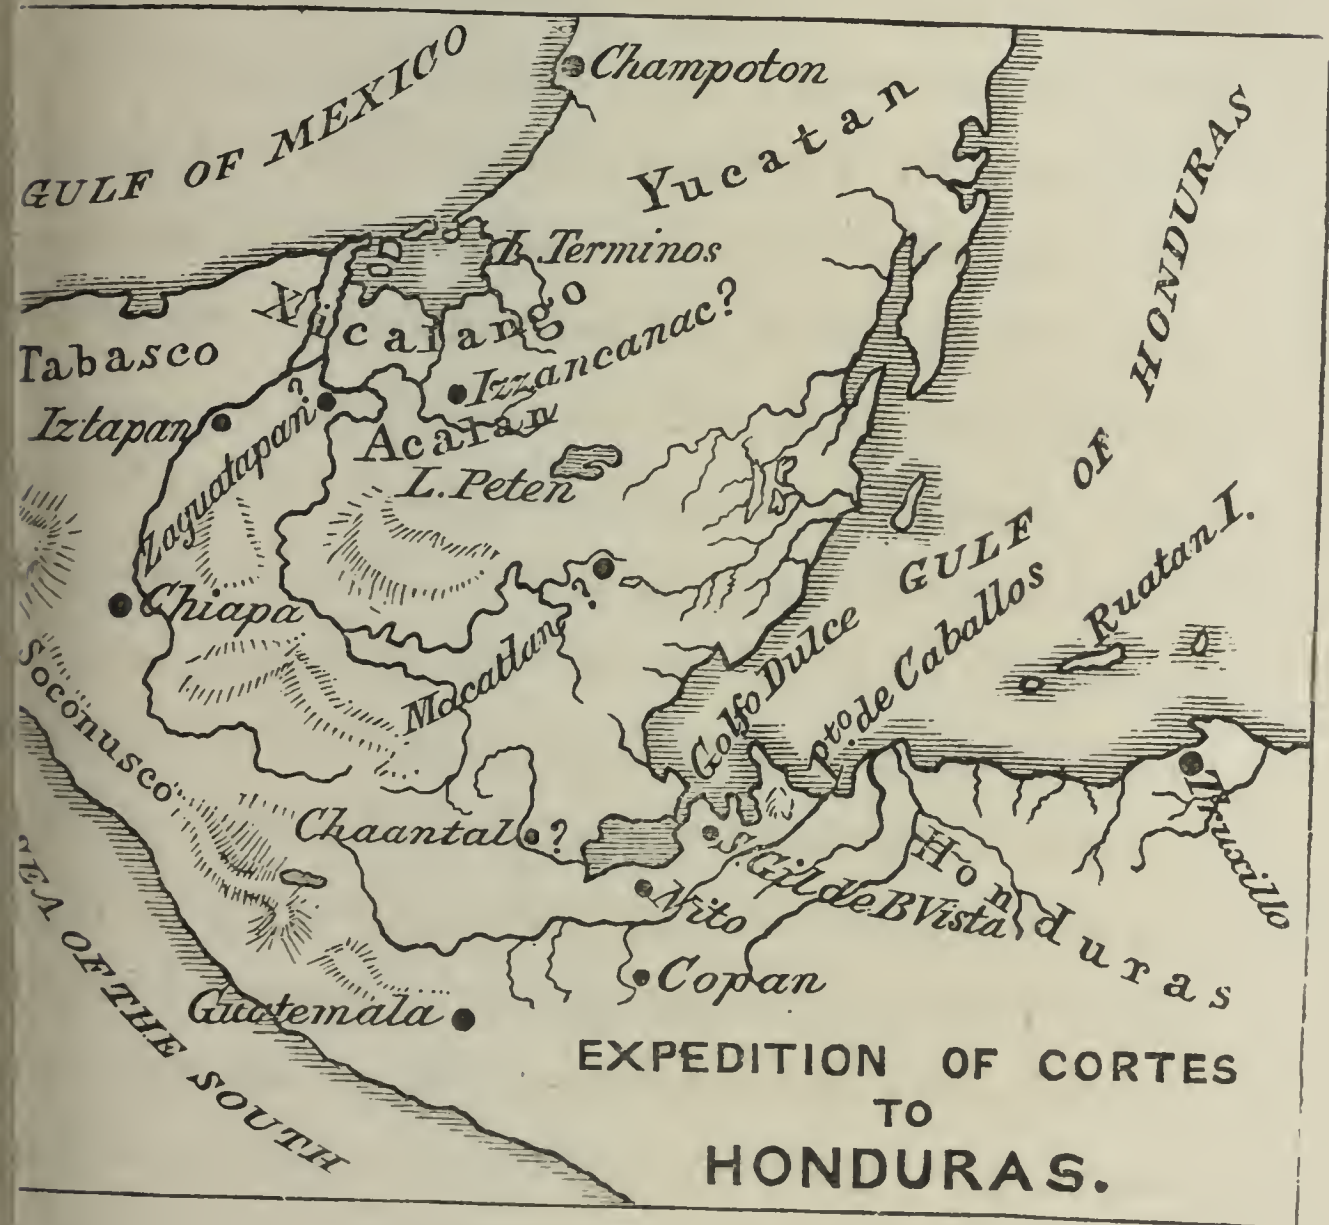 GULF OF MEXICO
Champoton
Yucatan
GULF OF HONDURAS
L. Terminos
Xicalango
Tabasco
Izzancanac?
Iztapan
Zaguatapan?
Acalan
L. Peten
Chiapa
Macatlan?
Soconusco
Golfo Dulce
Pto. de Caballos
Ruatan I.
Truxillo
Chaantal ?
S. Gil de B Vista
Nito
Honduras
Copan
Guatemala
SEA OF THE SOUTH
EXPEDITION OF CORTES
TO
HONDURAS.